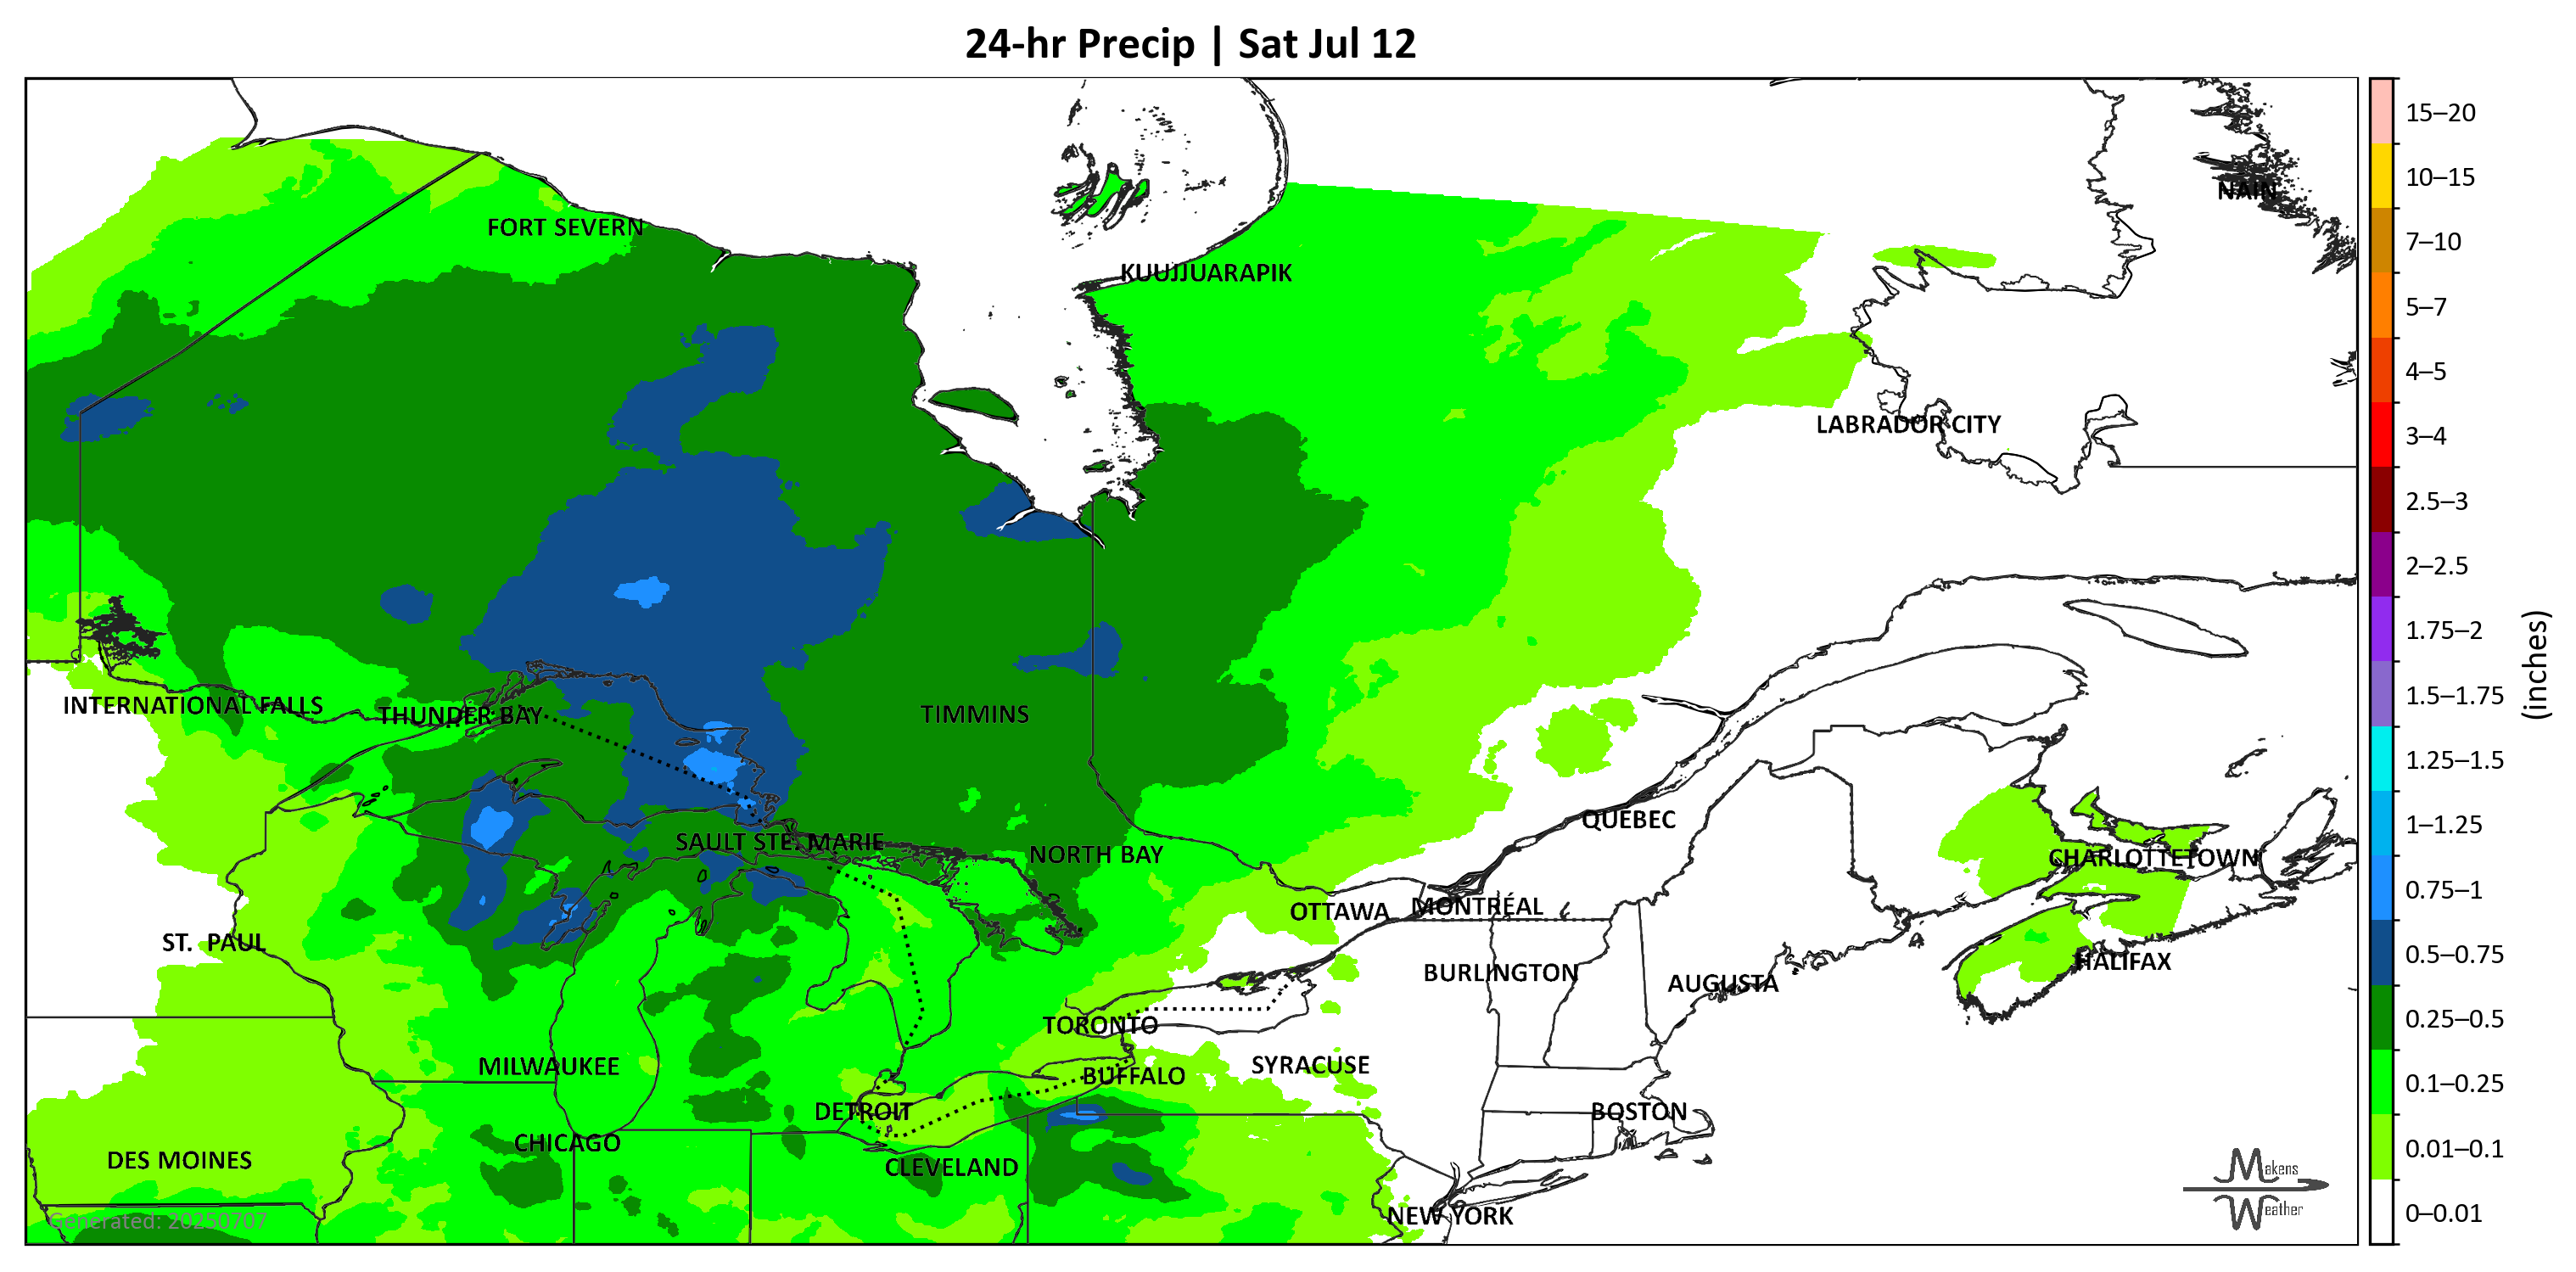 24-hr Precip | Sat Jul 12
NAIN
FORT SEVERN
KUUJJUARAPIK
LABRADOR CITY
INTERNATIONAL FALLS
THUNDER BAY
TIMMINS
QUEBEC
SAULT STE. MARIE
NORTH BAY
CHARLOTTETOWN
OTTAWA
MONTRÉAL
ST. PAUL
HALIFAX
BURLINGTON
AUGUSTA
TORONTO
MILWAUKEE
SYRACUSE
BUFFALO
DETROIT
BOSTON
CHICAGO
DES MOINES
CLEVELAND
NEW YORK
Generated: 20250707
Makens
Weather
15–20
10–15
7–10
5–7
4–5
3–4
2.5–3
2–2.5
1.75–2
1.5–1.75
1.25–1.5
1–1.25
0.75–1
0.5–0.75
0.25–0.5
0.1–0.25
0.01–0.1
0–0.01
(inches)